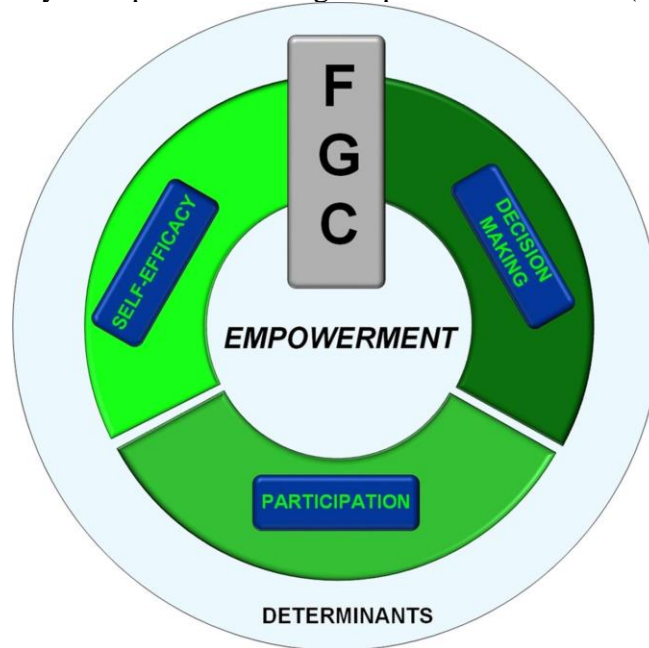 F
G
C
SELF-EFFICACY
DECISION
MAKING
EMPOWERMENT
PARTICIPATION
DETERMINANTS